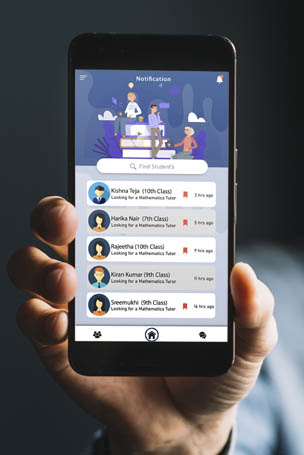 Notification
Find Student's
Kishna Teja (10th Class)
Looking for a Mathematics Tutor
2 hrs ago
Harika Nair (7th Class)
Looking for a Mathematics Tutor
5 hrs ago
Rajeetha (10th Class)
Looking for a Mathematics Tutor
9 hrs ago
Kiran Kumar (9th Class)
Looking for a Mathematics Tutor
11 hrs ago
Sreemukhi (9th Class)
Looking for a Mathematics Tutor
16 hrs ago